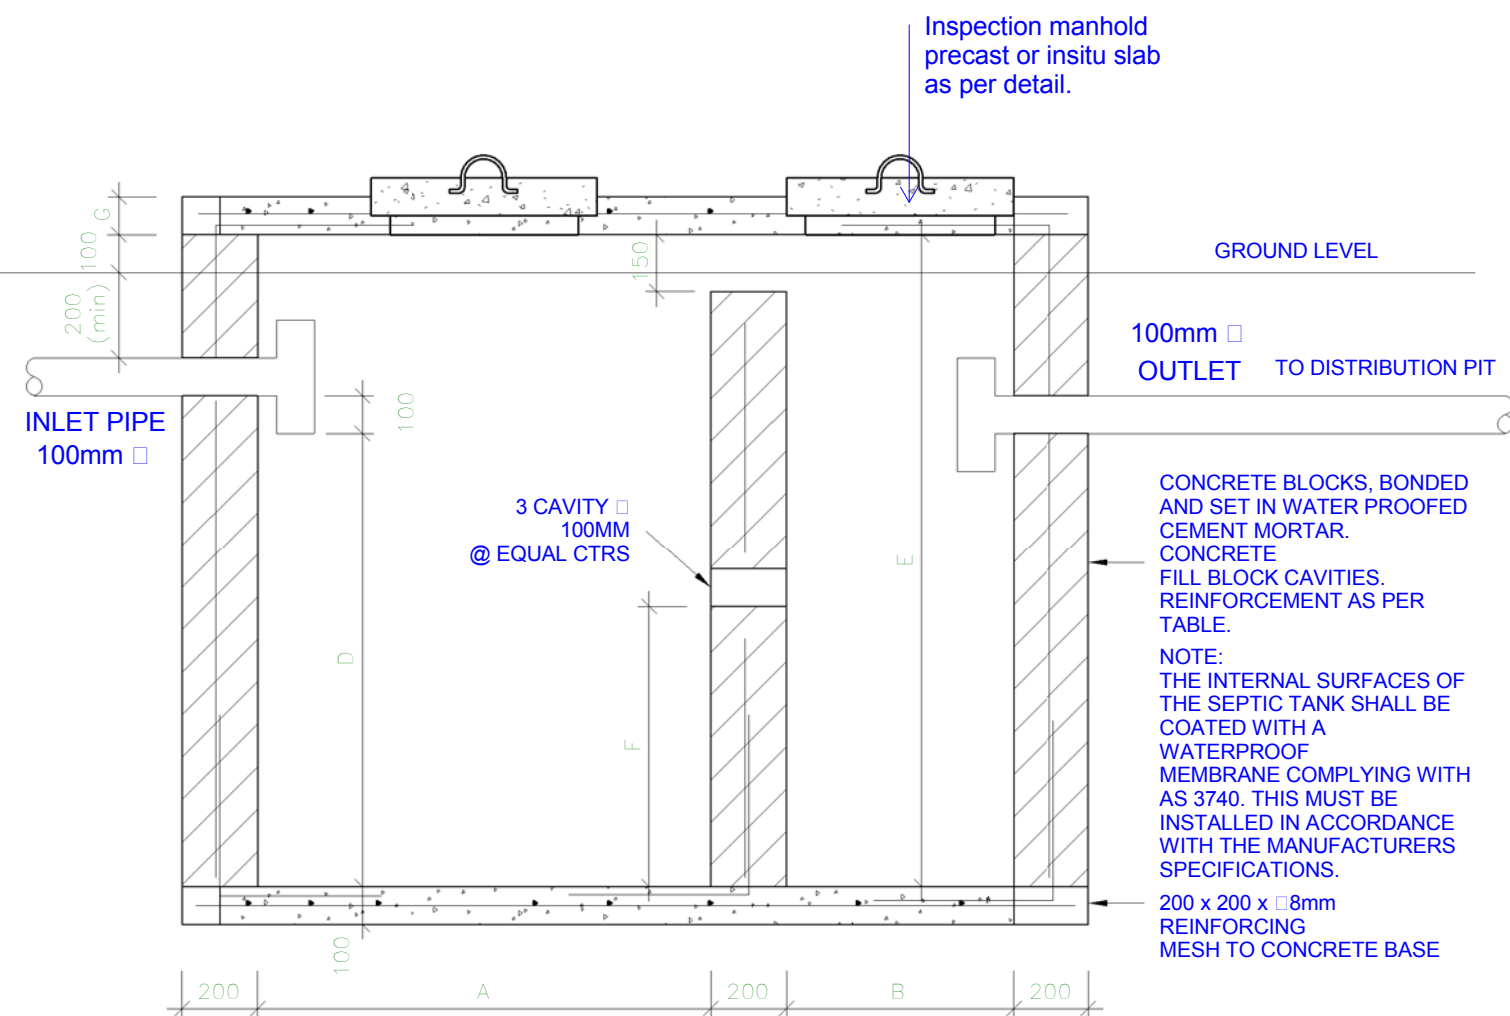 Inspection manhold
precast or insitu slab
as per detail.
G
100
200
(min)
150
GROUND LEVEL
100mm □
OUTLET
TO DISTRIBUTION PIT
INLET PIPE
100mm □
100
3 CAVITY □
100MM
@ EQUAL CTRS
D
E
F
CONCRETE BLOCKS, BONDED
AND SET IN WATER PROOFED
CEMENT MORTAR.
CONCRETE
FILL BLOCK CAVITIES.
REINFORCEMENT AS PER
TABLE.
NOTE:
THE INTERNAL SURFACES OF
THE SEPTIC TANK SHALL BE
COATED WITH A
WATERPROOF
MEMBRANE COMPLYING WITH
AS 3740. THIS MUST BE
INSTALLED IN ACCORDANCE
WITH THE MANUFACTURERS
SPECIFICATIONS.
200 x 200 x □8mm
REINFORCING
MESH TO CONCRETE BASE
100
200
A
200
B
200